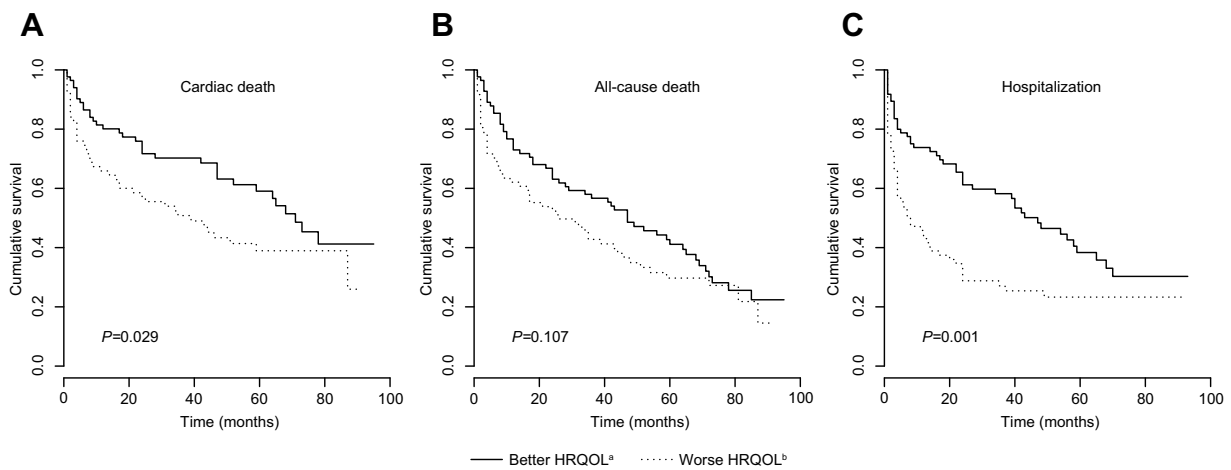 A
B
C
Cardiac death
All-cause death
Hospitalization
Cumulative survival
1.0
0.8
0.6
0.4
0.2
0.0
P=0.029
0 20 40 60 80 100
Time (months)
Cumulative survival
1.0
0.8
0.6
0.4
0.2
0.0
P=0.107
0 20 40 60 80 100
Time (months)
Cumulative survival
1.0
0.8
0.6
0.4
0.2
0.0
P=0.001
0 20 40 60 80 100
Time (months)
Better HRQOLᵃ Worse HRQOLᵇ